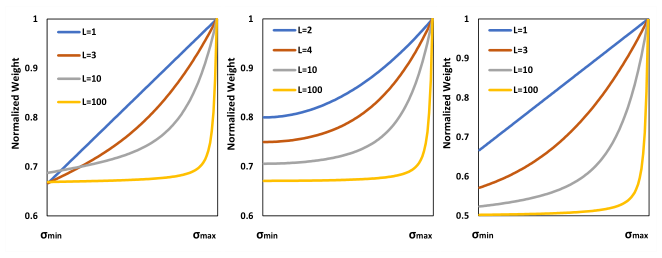 Normalized Weight
1
0.9
0.8
0.7
0.6
L=1
L=3
L=10
L=100
σmin
σmax
Normalized Weight
1
0.9
0.8
0.7
0.6
L=2
L=4
L=10
L=100
σmin
σmax
Normalized Weight
1
0.9
0.8
0.7
0.6
0.5
L=1
L=3
L=10
L=100
σmin
σmax